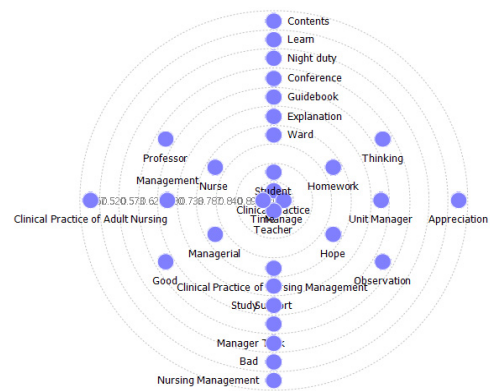 Contents
Learn
Night duty
Conference
Guidebook
Explanation
Ward
Professor
Thinking
Management
Nurse
Student
Homework
Clinical Practice of Adult Nursing
Clinical Practice
Manage
Unit Manager
Appreciation
Teacher
Managerial
Hope
Good
Clinical Practice of Nursing Management
Observation
Study
Support
Manager
Bad
Nursing Management